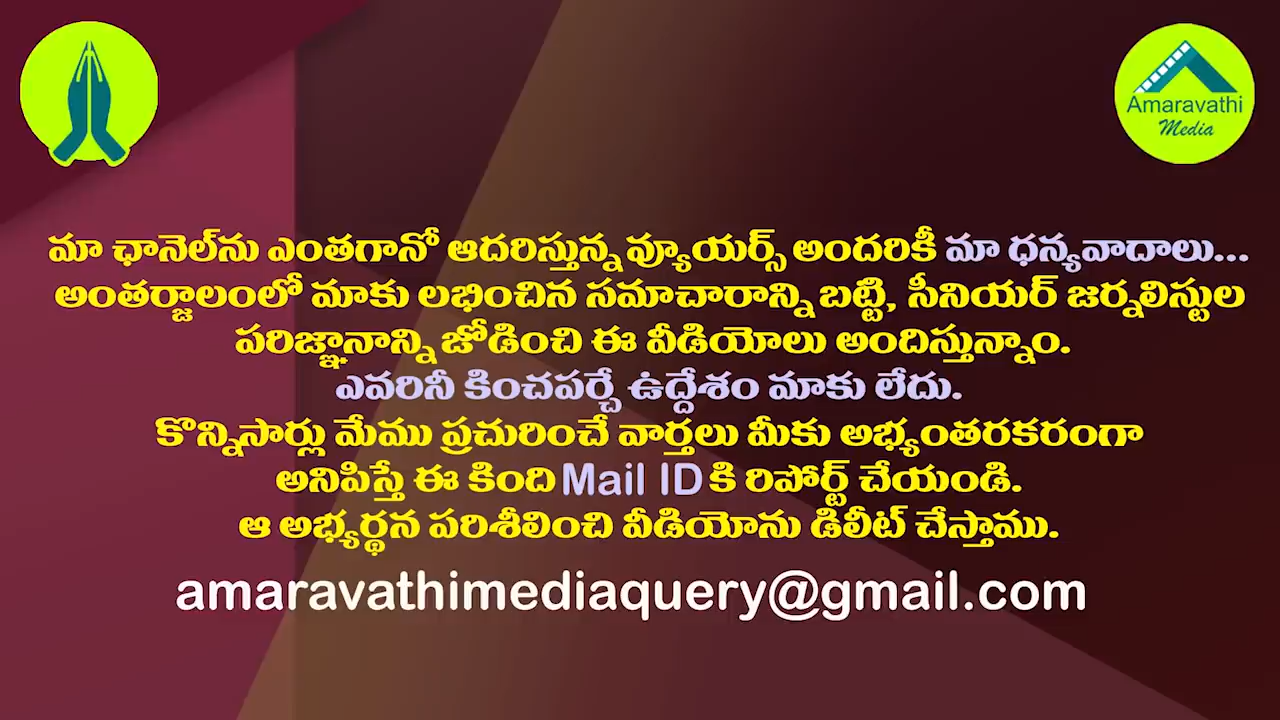 Amaravathi
Media
మా ఛానెల్‌ను ఎంతగానో ఆదరిస్తున్న వ్యూయర్స్ అందరికీ మా ధన్యవాదాలు...
అంతర్జాలంలో మాకు లభించిన సమాచారాన్ని బట్టి, సీనియర్ జర్నలిస్టుల
పరిజ్ఞానాన్ని జోడించి ఈ వీడియోలు అందిస్తున్నాం.
ఎవరినీ కించపర్చే ఉద్దేశం మాకు లేదు.
కొన్నిసార్లు మేము ప్రచురించే వార్తలు మీకు అభ్యంతరకరంగా
అనిపిస్తే ఈ కింది Mail ID కి రిపోర్ట్ చేయండి.
ఆ అభ్యర్థన పరిశీలించి వీడియోను డిలీట్ చేస్తాము.
amaravathimediaquery@gmail.com